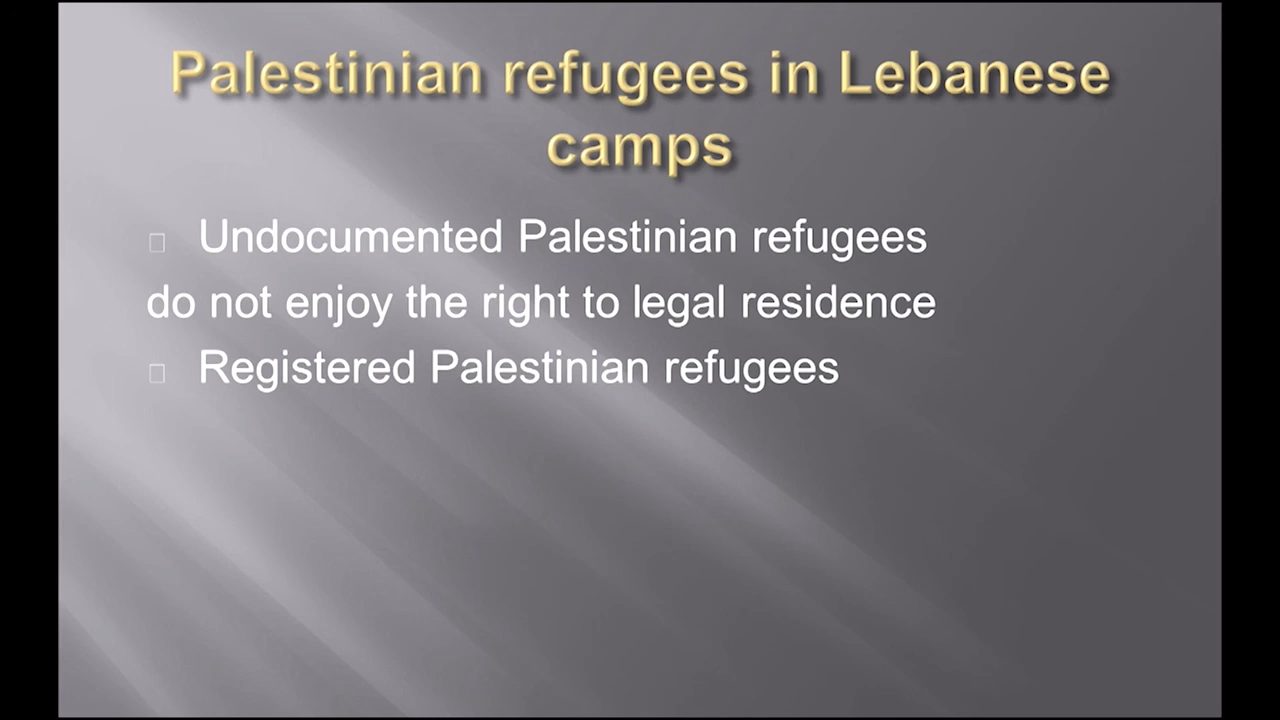 Palestinian refugees in Lebanese
camps
Undocumented Palestinian refugees
do not enjoy the right to legal residence
Registered Palestinian refugees